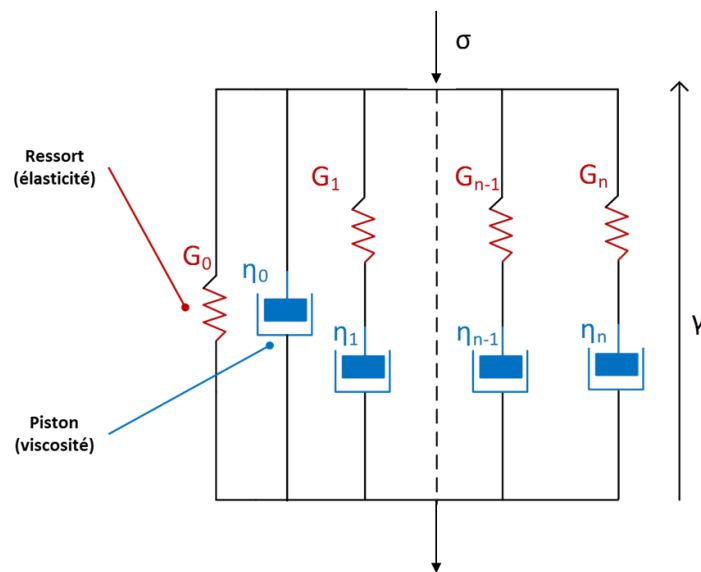 σ
Ressort
(élasticité)
G₁
Gₙ₋₁
Gₙ
G₀
η₀
η₁
ηₙ₋₁
ηₙ
γ
Piston
(viscosité)